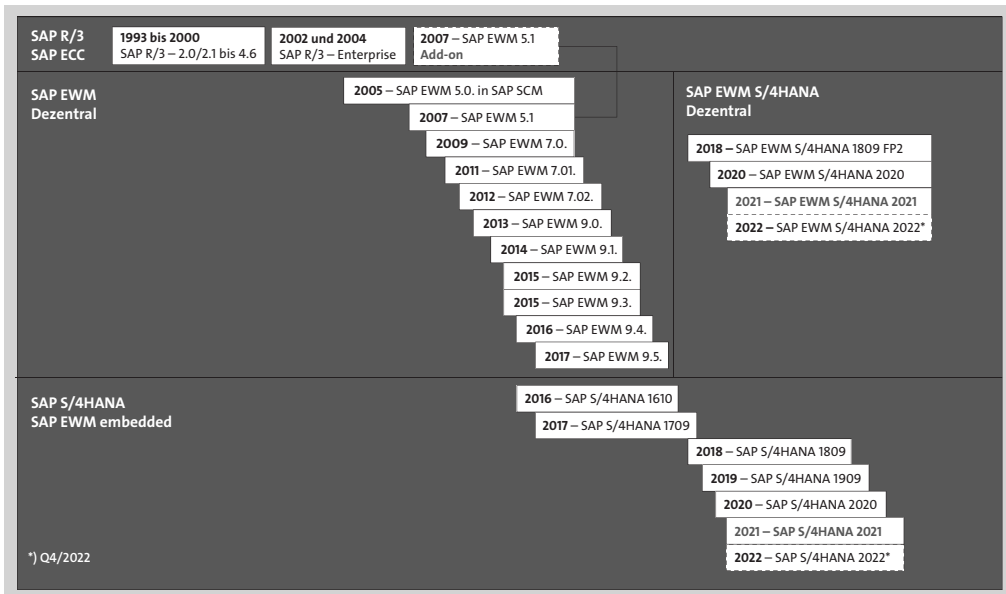 SAP R/3
SAP ECC
1993 bis 2000
SAP R/3 – 2.0/2.1 bis 4.6
2002 und 2004
SAP R/3 – Enterprise
2007 – SAP EWM 5.1
Add-on
SAP EWM
Dezentral
2005 – SAP EWM 5.0. in SAP SCM
2007 – SAP EWM 5.1
2009 – SAP EWM 7.0.
2011 – SAP EWM 7.01.
2012 – SAP EWM 7.02.
2013 – SAP EWM 9.0.
2014 – SAP EWM 9.1.
2015 – SAP EWM 9.2.
2015 – SAP EWM 9.3.
2016 – SAP EWM 9.4.
2017 – SAP EWM 9.5.
SAP EWM S/4HANA
Dezentral
2018 – SAP EWM S/4HANA 1809 FP2
2020 – SAP EWM S/4HANA 2020
2021 – SAP EWM S/4HANA 2021
2022 – SAP EWM S/4HANA 2022*
SAP S/4HANA
SAP EWM embedded
2016 – SAP S/4HANA 1610
2017 – SAP S/4HANA 1709
2018 – SAP S/4HANA 1809
2019 – SAP S/4HANA 1909
2020 – SAP S/4HANA 2020
2021 – SAP S/4HANA 2021
2022 – SAP S/4HANA 2022*
*) Q4/2022